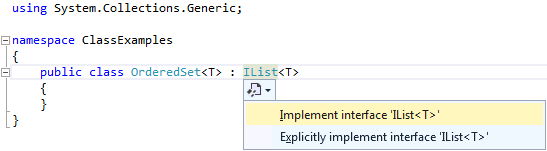 using System.Collections.Generic;
namespace ClassExamples
{
public class OrderedSet<T> : IList<T>
{
}
}
Implement interface 'IList<T>'
Explicitly implement interface 'IList<T>'